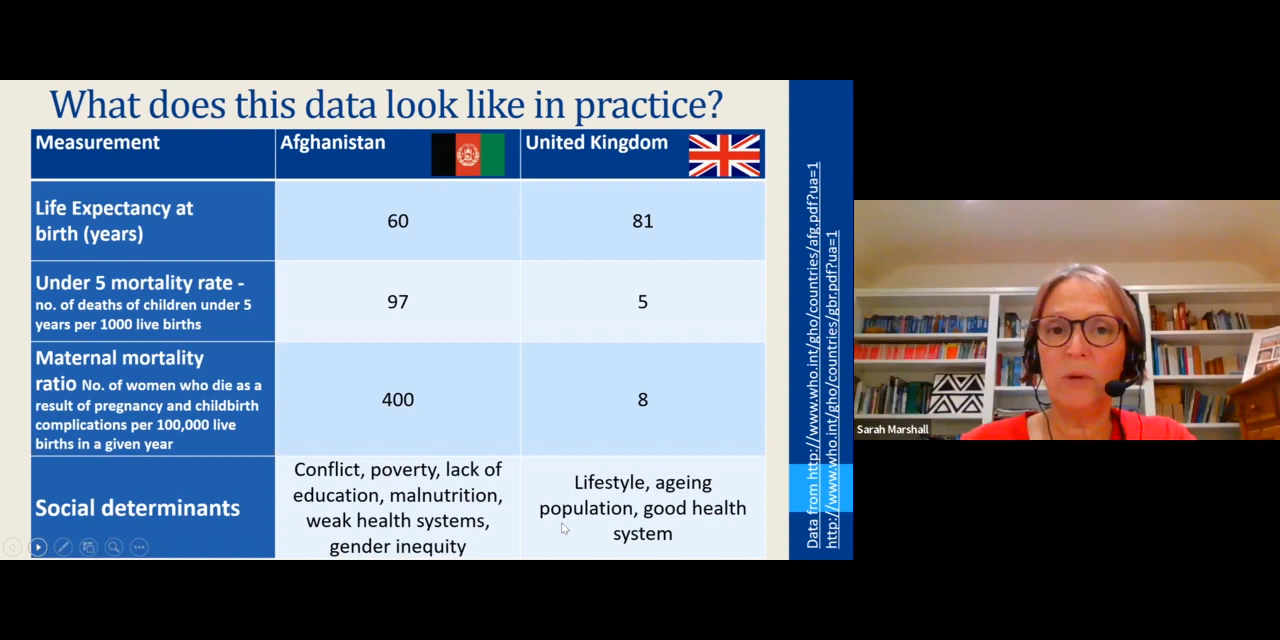 What does this data look like in practice?
Measurement
Afghanistan
United Kingdom
Life Expectancy at
birth (years)
60
81
Under 5 mortality rate -
no. of deaths of children under 5
years per 1000 live births
97
5
Maternal mortality
ratio No. of women who die as a
result of pregnancy and childbirth
complications per 100,000 live
births in a given year
400
8
Social determinants
Conflict, poverty, lack of
education, malnutrition,
weak health systems,
gender inequity
Lifestyle, ageing
population, good health
system
Data from http://www.who.int/gho/countries/afg.pdf?ua=1
http://www.who.int/gho/countries/gbr.pdf?ua=1
Sarah Marshall